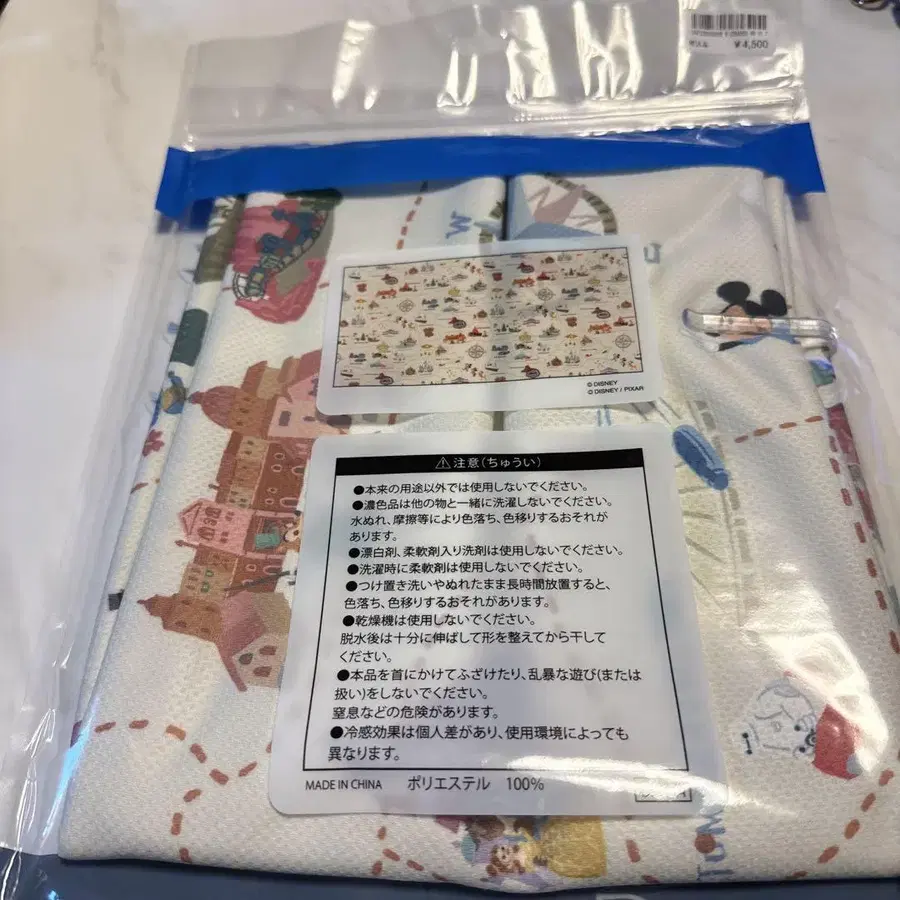 ¥4,500
© DISNEY
© DISNEY / PIXAR
⚠注意(ちゅうい)
●本来の用途以外では使用しないでください。
●濃色品は他の物と一緒に洗濯しないでください。
水ぬれ、摩擦等により色落ち、色移りするおそれが
あります。
●漂白剤、柔軟剤入り洗剤は使用しないでください。
●洗濯時に柔軟剤は使用しないでください。
●つけ置き洗いやぬれたまま長時間放置すると、
色落ち、色移りするおそれがあります。
●乾燥機は使用しないでください。
脱水後は十分に伸ばして形を整えてから干して
ください。
●本品を首にかけてふざけたり、乱暴な遊び(または
扱い)をしないでください。
窒息などの危険があります。
●冷感効果は個人差があり、使用環境によっても
異なります。
MADE IN CHINA ポリエステル 100%